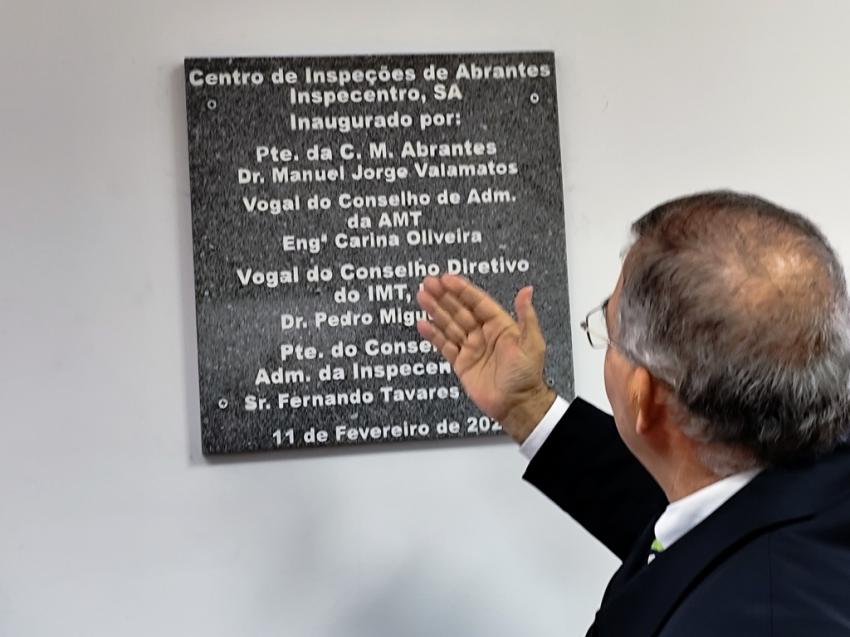 Centro de Inspeções de Abrantes
Inspecentro, SA
Inaugurado por:
Pte. da C. M. Abrantes
Dr. Manuel Jorge Valamatos
Vogal do Conselho de Adm.
da AMT
Engª Carina Oliveira
Vogal do Conselho Diretivo
do IMT,
Dr. Pedro
Pte. do
Adm. da
Sr. Fernando Tavares
11 de Fevereiro de